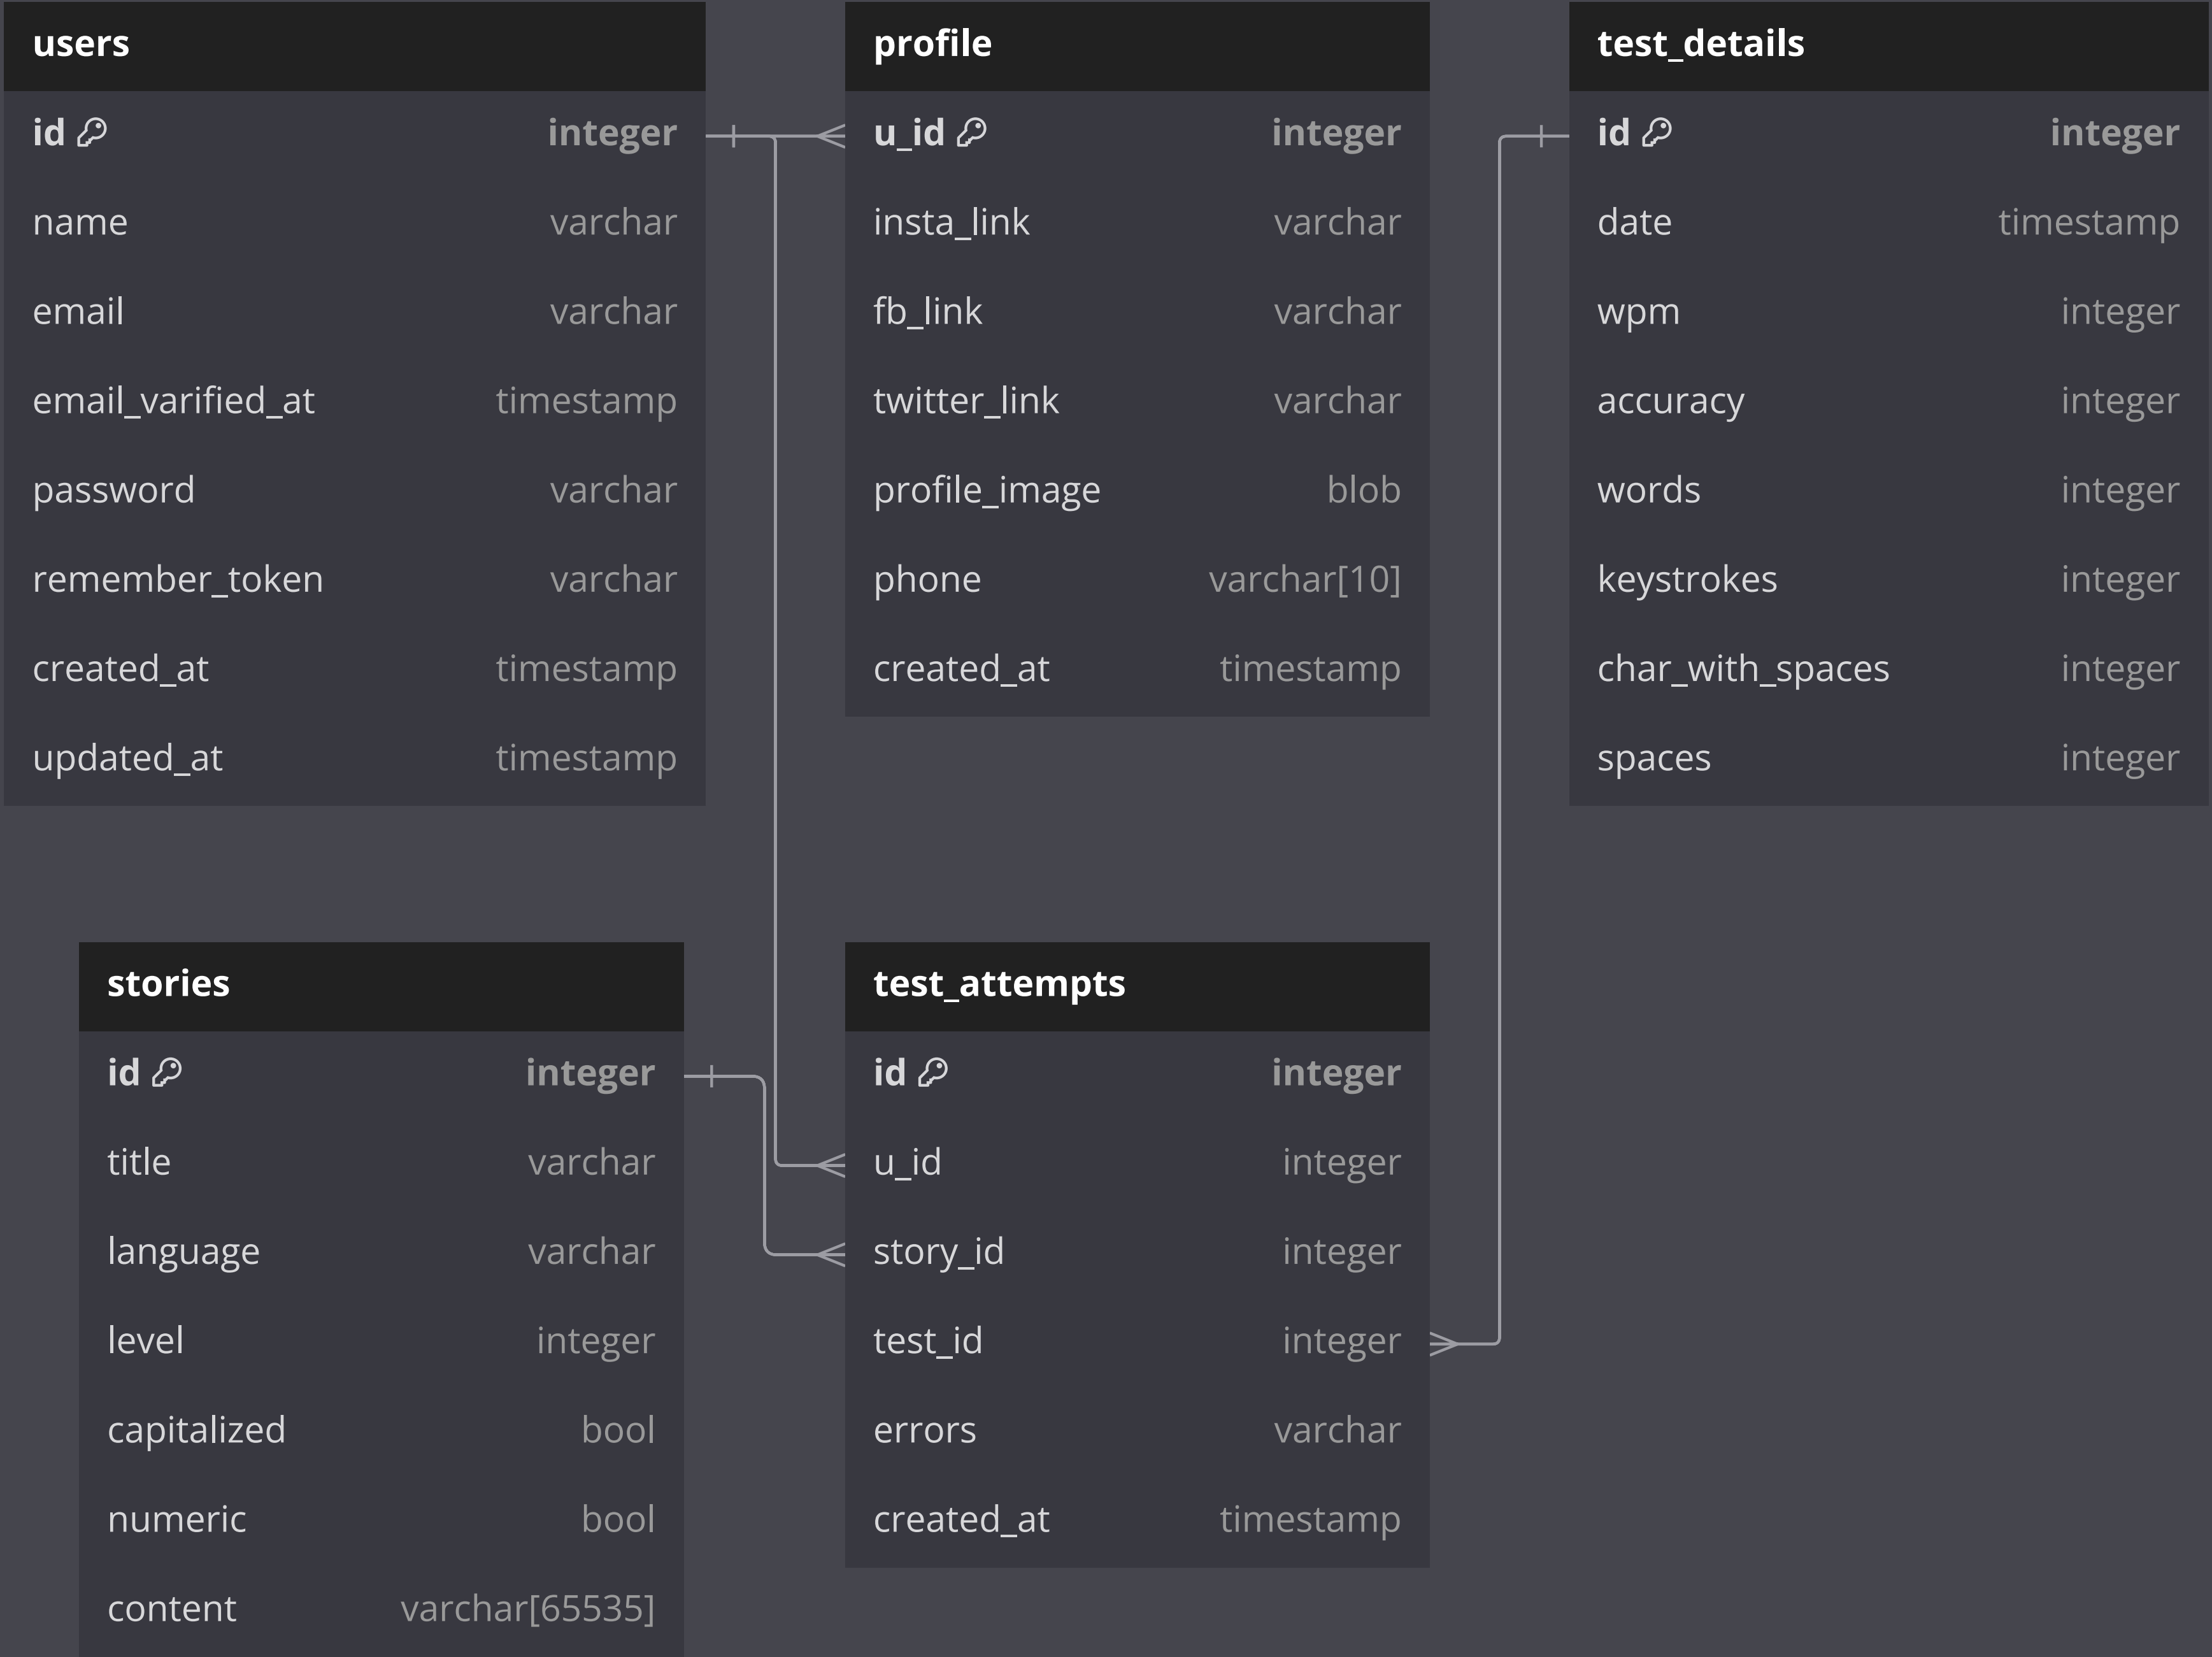 users
id integer
name varchar
email varchar
email_varified_at timestamp
password varchar
remember_token varchar
created_at timestamp
updated_at timestamp
profile
u_id integer
insta_link varchar
fb_link varchar
twitter_link varchar
profile_image blob
phone varchar[10]
created_at timestamp
test_details
id integer
date timestamp
wpm integer
accuracy integer
words integer
keystrokes integer
char_with_spaces integer
spaces integer
stories
id integer
title varchar
language varchar
level integer
capitalized bool
numeric bool
content varchar[65535]
test_attempts
id integer
u_id integer
story_id integer
test_id integer
errors varchar
created_at timestamp